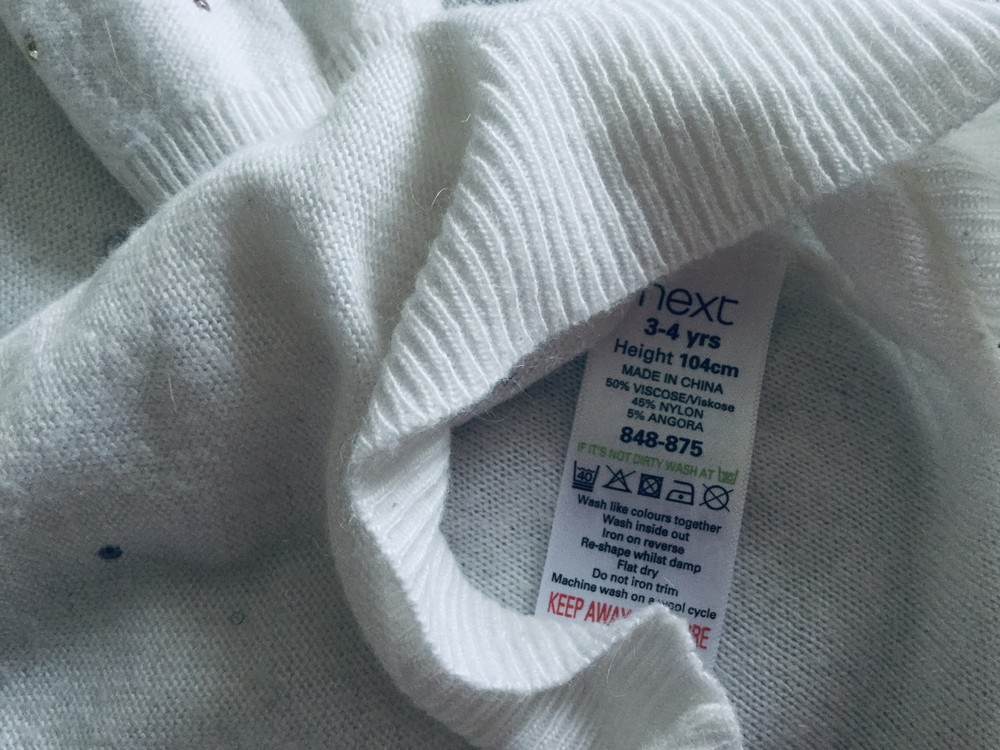 next
3-4 yrs
Height 104cm
MADE IN CHINA
50% VISCOSE/Viskose
45% NYLON
5% ANGORA
848-875
IF IT'S NOT DIRTY WASH AT 30
40
Wash like colours together
Wash inside out
Iron on reverse
Re-shape whilst damp
Flat dry
Do not iron trim
Machine wash on a wool cycle
KEEP AWAY